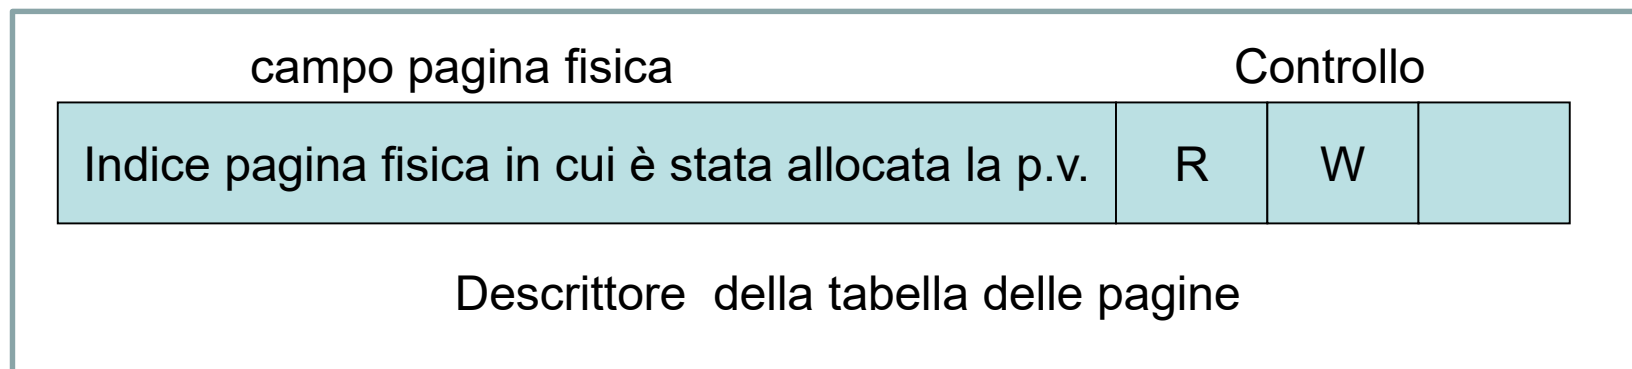 campo pagina fisica Controllo
Indice pagina fisica in cui è stata allocata la p.v. R W
Descrittore della tabella delle pagine